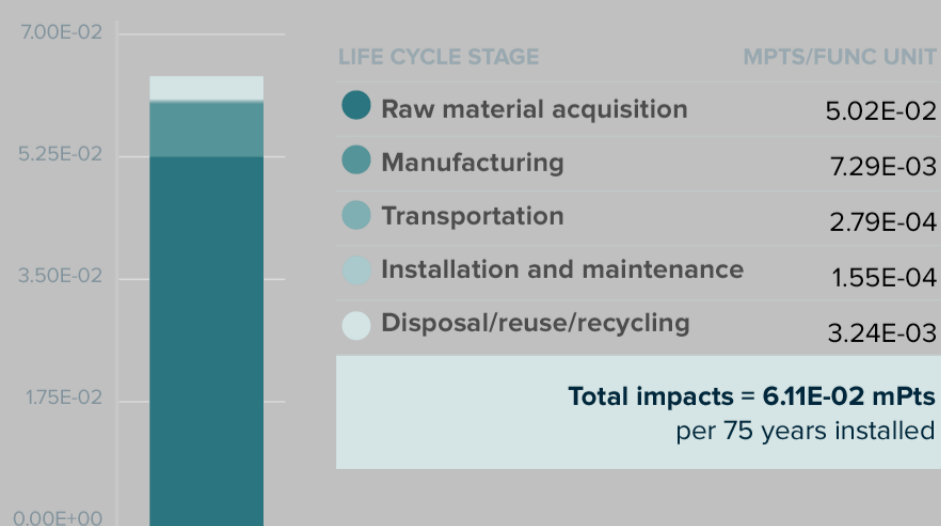 7.00E-02
5.25E-02
3.50E-02
1.75E-02
0.00E+00
LIFE CYCLE STAGE MPTS/FUNC UNIT
Raw material acquisition 5.02E-02
Manufacturing 7.29E-03
Transportation 2.79E-04
Installation and maintenance 1.55E-04
Disposal/reuse/recycling 3.24E-03
Total impacts = 6.11E-02 mPts
per 75 years installed